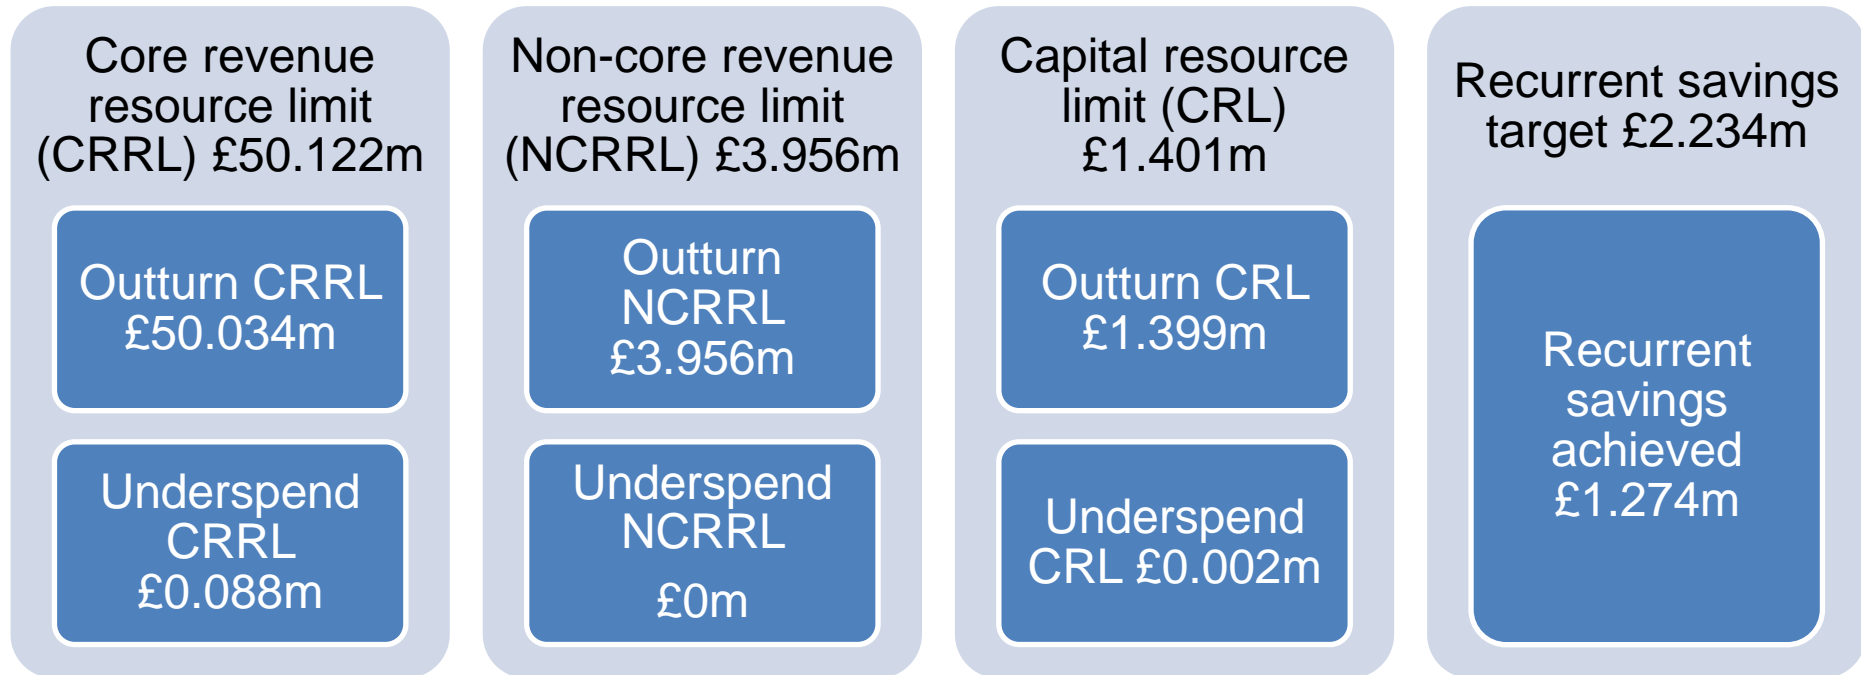 Core revenue
resource limit
(CRRL) £50.122m
Outturn CRRL
£50.034m
Underspend
CRRL
£0.088m
Non-core revenue
resource limit
(NCRRL) £3.956m
Outturn
NCRRL
£3.956m
Underspend
NCRRL
£0m
Capital resource
limit (CRL)
£1.401m
Outturn CRL
£1.399m
Underspend
CRL £0.002m
Recurrent savings
target £2.234m
Recurrent
savings
achieved
£1.274m